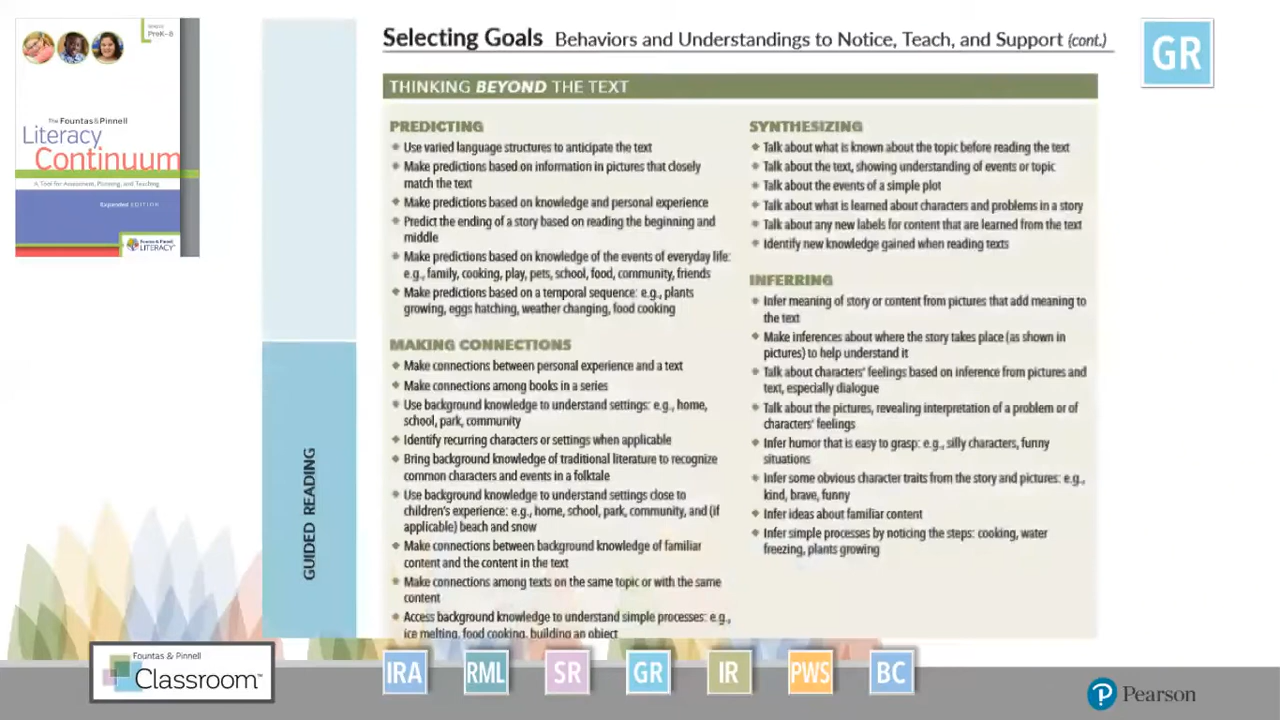 GRADES
PreK–8
The Fountas & Pinnell
Literacy
Continuum
A Tool for Assessment, Planning, and Teaching
Expanded EDITION
Fountas & Pinnell
LITERACY
Selecting Goals Behaviors and Understandings to Notice, Teach, and Support (cont.)
GR
THINKING BEYOND THE TEXT
PREDICTING
Use varied language structures to anticipate the text
Make predictions based on information in pictures that closely
match the text
Make predictions based on knowledge and personal experience
Predict the ending of a story based on reading the beginning and
middle
Make predictions based on knowledge of the events of everyday life:
e.g., family, cooking, play, pets, school, food, community, friends
Make predictions based on a temporal sequence: e.g., plants
growing, eggs hatching, weather changing, food cooking
MAKING CONNECTIONS
Make connections between personal experience and a text
Make connections among books in a series
Use background knowledge to understand settings: e.g., home,
school, park, community
Identify recurring characters or settings when applicable
Bring background knowledge of traditional literature to recognize
common characters and events in a folktale
Use background knowledge to understand settings close to
children's experience: e.g., home, school, park, community, and (if
applicable) beach and snow
Make connections between background knowledge of familiar
content and the content in the text
Make connections among texts on the same topic or with the same
content
Access background knowledge to understand simple processes: e.g.,
ice melting, food cooking, building an object
SYNTHESIZING
Talk about what is known about the topic before reading the text
Talk about the text, showing understanding of events or topic
Talk about the events of a simple plot
Talk about what is learned about characters and problems in a story
Talk about any new labels for content that are learned from the text
Identify new knowledge gained when reading texts
INFERRING
Infer meaning of story or content from pictures that add meaning to
the text
Make inferences about where the story takes place (as shown in
pictures) to help understand it
Talk about characters' feelings based on inference from pictures and
text, especially dialogue
Talk about the pictures, revealing interpretation of a problem or of
characters' feelings
Infer humor that is easy to grasp: e.g., silly characters, funny
situations
Infer some obvious character traits from the story and pictures: e.g.,
kind, brave, funny
Infer ideas about familiar content
Infer simple processes by noticing the steps: cooking, water
freezing, plants growing
GUIDED READING
Fountas & Pinnell
Classroom™
IRA
RML
SR
GR
IR
PWS
BC
Pearson